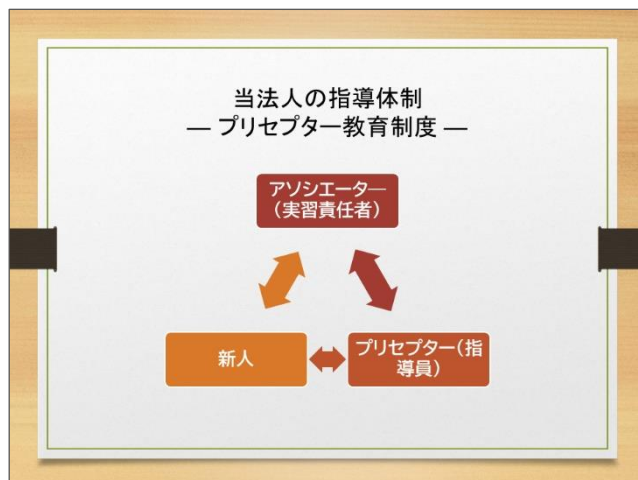 当法人の指導体制
― プリセプター教育制度 ―
アソシエーター
（実習責任者）
新人
プリセプター（指
導員）